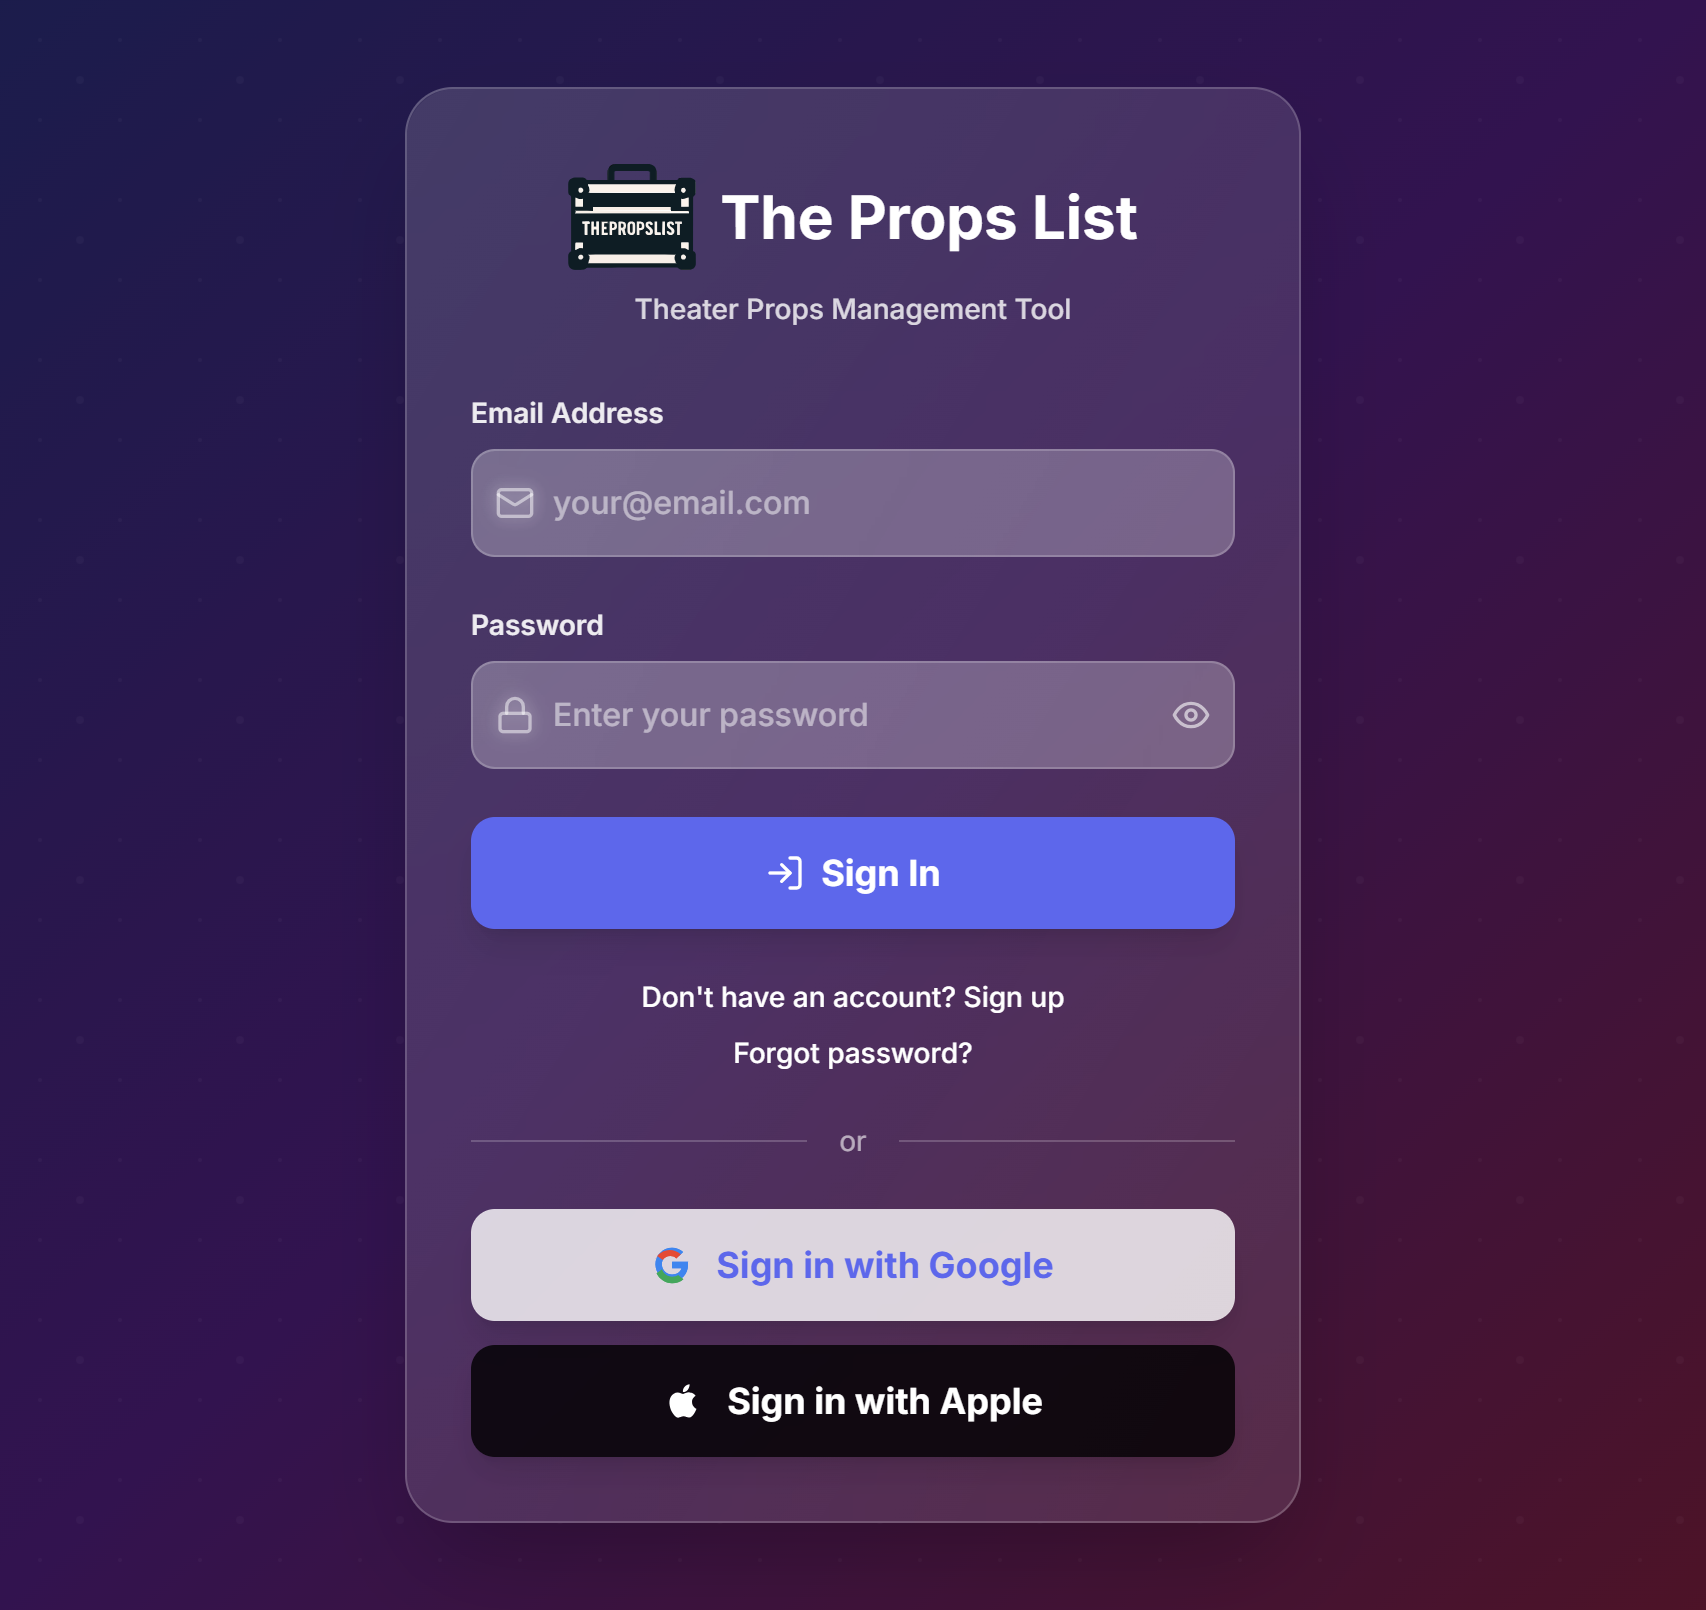 THEPROPSLIST
The Props List
Theater Props Management Tool
Email Address
your@email.com
Password
Enter your password
Sign In
Don't have an account? Sign up
Forgot password?
or
Sign in with Google
Sign in with Apple